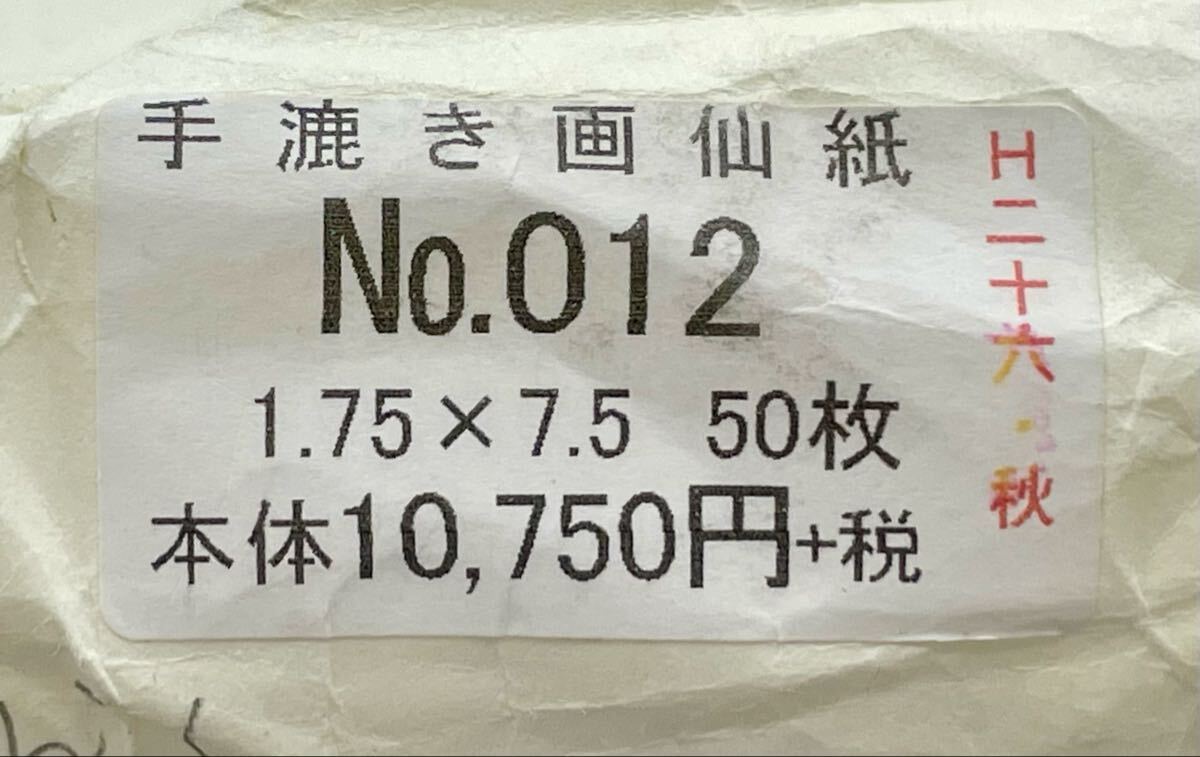 手漉き画仙紙
No.012
1.75×7.5 50枚
本体10,750円+税
H二十六・秋